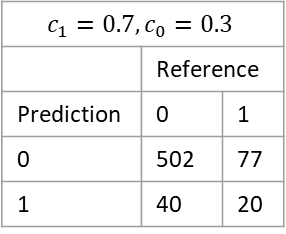 c₁ = 0.7, c₀ = 0.3
Reference
Prediction 0 1
0 502 77
1 40 20